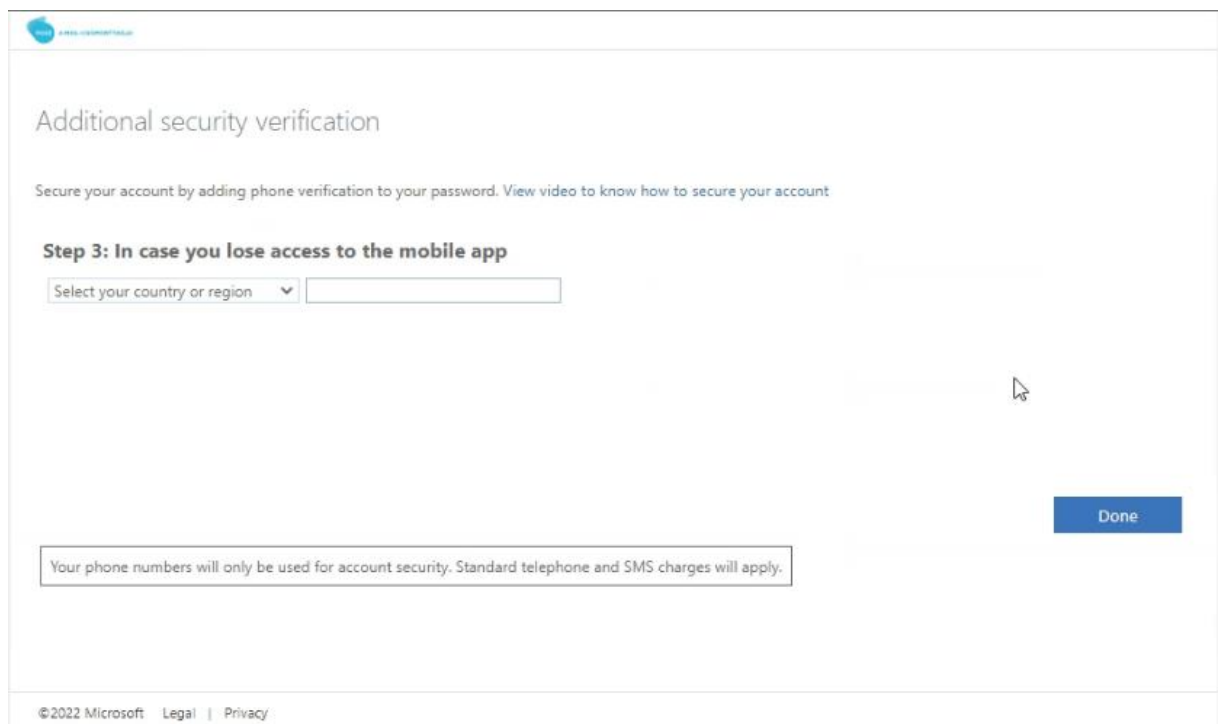 Additional security verification
Secure your account by adding phone verification to your password. View video to know how to secure your account
Step 3: In case you lose access to the mobile app
Select your country or region
Done
Your phone numbers will only be used for account security. Standard telephone and SMS charges will apply.
©2022 Microsoft Legal | Privacy